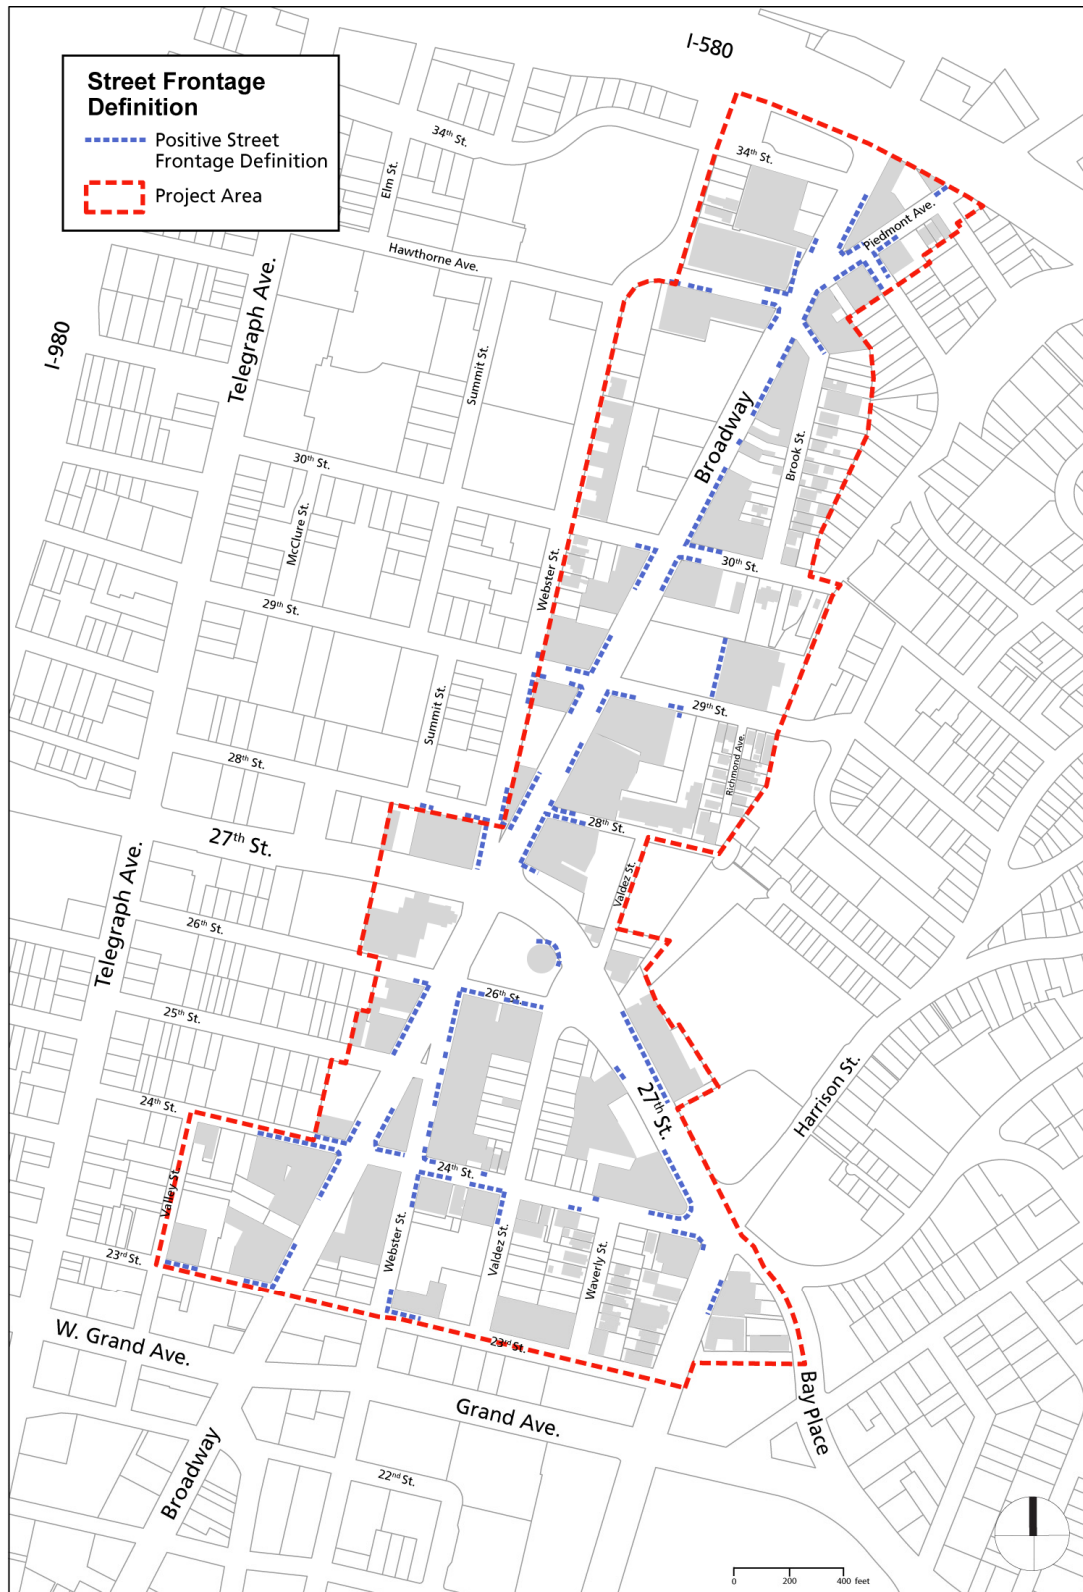 I-580
Street Frontage
Definition
Positive Street
Frontage Definition
Project Area
34th St.
34th St.
Elm St.
Piedmont Ave.
Hawthorne Ave.
Telegraph Ave.
I-980
Summit St.
Broadway
Brook St.
30th St.
McClure St.
Webster St.
30th St.
29th St.
Summit St.
29th St.
Richmond Ave.
28th St.
27th St.
28th St.
Valdez St.
Telegraph Ave.
26th St.
26th St.
25th St.
27th St.
Harrison St.
24th St.
24th St.
Valley St.
Webster St.
Valdez St.
Waverly St.
23rd St.
23rd St.
W. Grand Ave.
Bay Place
Grand Ave.
Broadway
22nd St.
0 200 400 feet